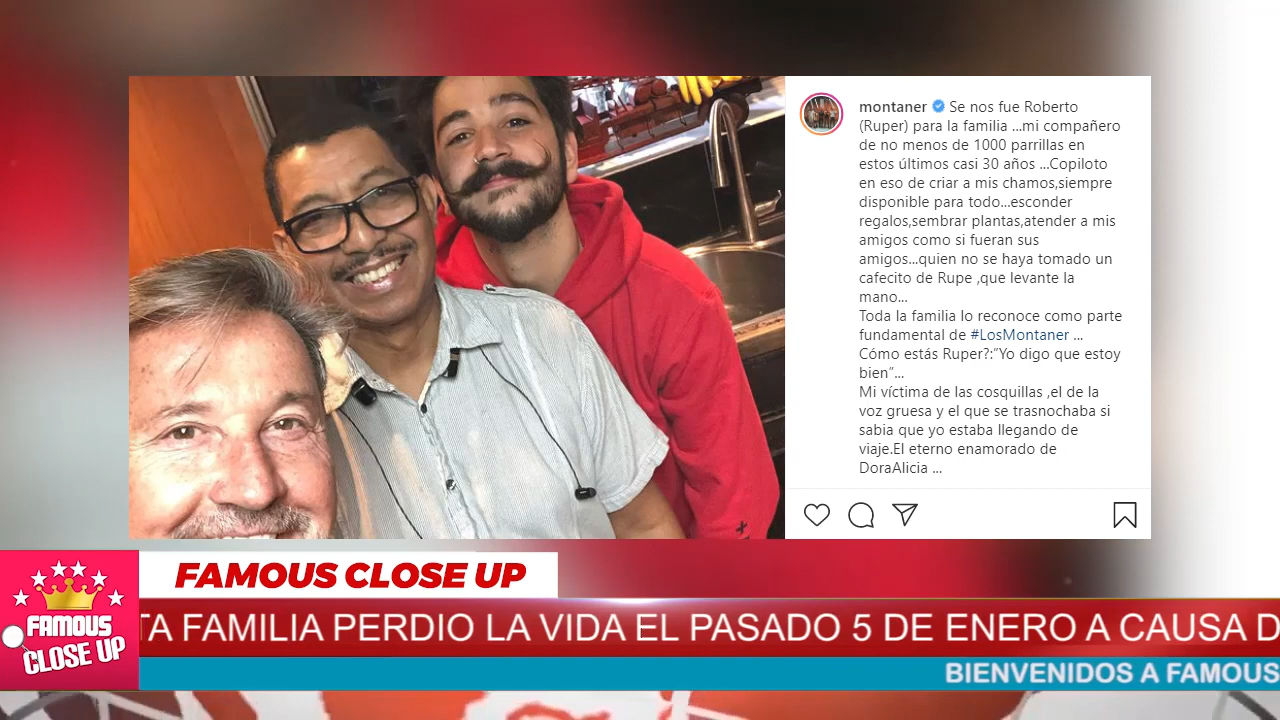 montaner Se nos fue Roberto
(Ruper) para la familia ...mi compañero
de no menos de 1000 parrillas en
estos últimos casi 30 años ...Copiloto
en eso de criar a mis chamos,siempre
disponible para todo...esconder
regalos,sembrar plantas,atender a mis
amigos como si fueran sus
amigos...quien no se haya tomado un
cafecito de Rupe ,que levante la
mano...
Toda la familia lo reconoce como parte
fundamental de #LosMontaner ...
Cómo estás Ruper?:"Yo digo que estoy
bien"...
Mi víctima de las cosquillas ,el de la
voz gruesa y el que se trasnochaba si
sabia que yo estaba llegando de
viaje.El eterno enamorado de
DoraAlicia ...
FAMOUS CLOSE UP
FAMOUS
CLOSE UP
TA FAMILIA PERDIO LA VIDA EL PASADO 5 DE ENERO A CAUSA D
BIENVENIDOS A FAMOUS